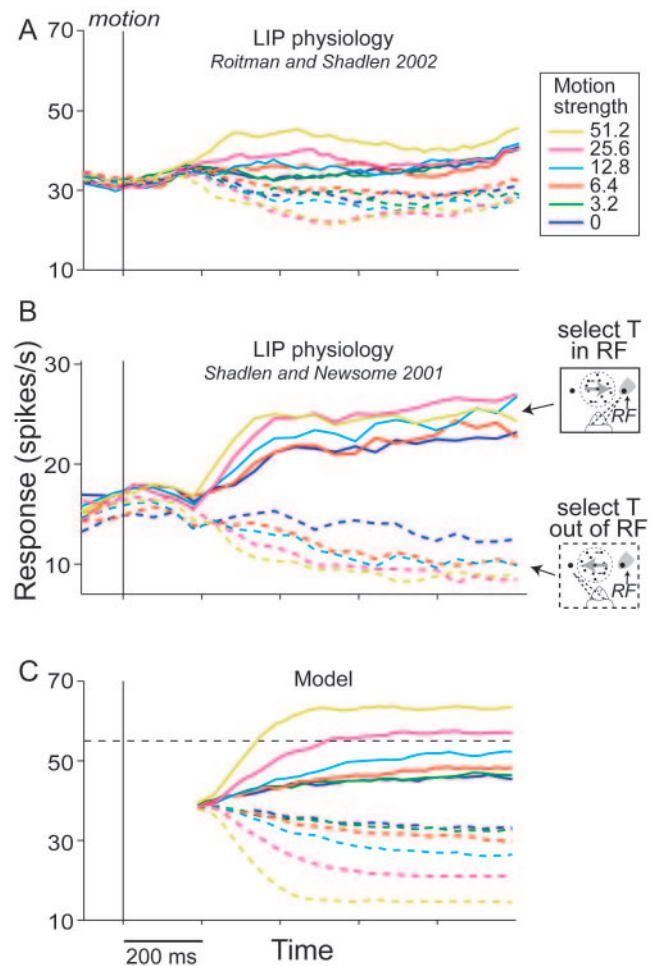 A
motion
LIP physiology
Roitman and Shadlen 2002
70
50
30
10
Motion
strength
51.2
25.6
12.8
6.4
3.2
0
B
LIP physiology
Shadlen and Newsome 2001
30
20
10
Response (spikes/s)
select T
in RF
RF
select T
out of RF
RF
C
Model
70
50
30
10
200 ms
Time